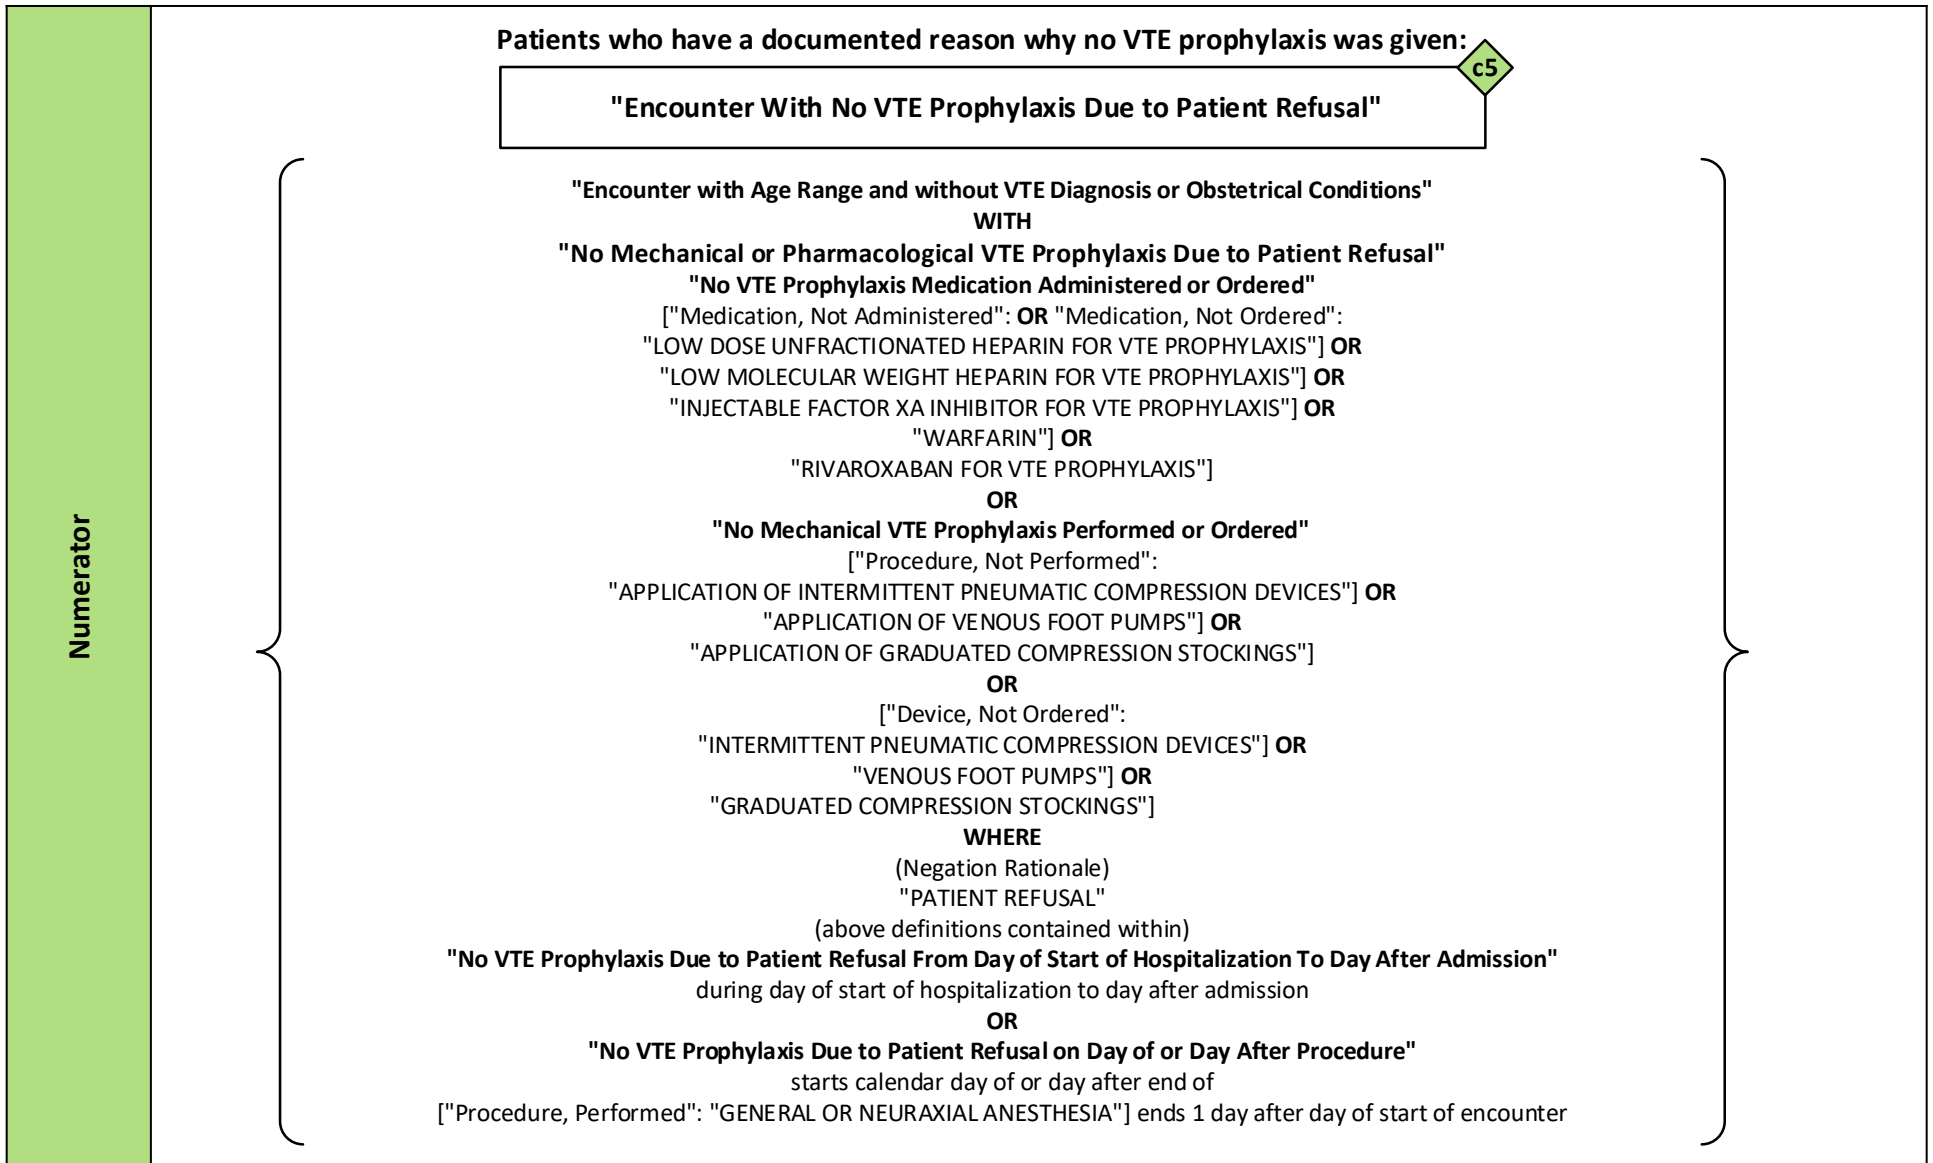 Numerator
Patients who have a documented reason why no VTE prophylaxis was given:
c5
"Encounter With No VTE Prophylaxis Due to Patient Refusal"
"Encounter with Age Range and without VTE Diagnosis or Obstetrical Conditions"
WITH
"No Mechanical or Pharmacological VTE Prophylaxis Due to Patient Refusal"
"No VTE Prophylaxis Medication Administered or Ordered"
["Medication, Not Administered": OR "Medication, Not Ordered":
"LOW DOSE UNFRACTIONATED HEPARIN FOR VTE PROPHYLAXIS"] OR
"LOW MOLECULAR WEIGHT HEPARIN FOR VTE PROPHYLAXIS"] OR
"INJECTABLE FACTOR XA INHIBITOR FOR VTE PROPHYLAXIS"] OR
"WARFARIN"] OR
"RIVAROXABAN FOR VTE PROPHYLAXIS"]
OR
"No Mechanical VTE Prophylaxis Performed or Ordered"
["Procedure, Not Performed":
"APPLICATION OF INTERMITTENT PNEUMATIC COMPRESSION DEVICES"] OR
"APPLICATION OF VENOUS FOOT PUMPS"] OR
"APPLICATION OF GRADUATED COMPRESSION STOCKINGS"]
OR
["Device, Not Ordered":
"INTERMITTENT PNEUMATIC COMPRESSION DEVICES"] OR
"VENOUS FOOT PUMPS"] OR
"GRADUATED COMPRESSION STOCKINGS"]
WHERE
(Negation Rationale)
"PATIENT REFUSAL"
(above definitions contained within)
"No VTE Prophylaxis Due to Patient Refusal From Day of Start of Hospitalization To Day After Admission"
during day of start of hospitalization to day after admission
OR
"No VTE Prophylaxis Due to Patient Refusal on Day of or Day After Procedure"
starts calendar day of or day after end of
["Procedure, Performed": "GENERAL OR NEURAXIAL ANESTHESIA"] ends 1 day after day of start of encounter